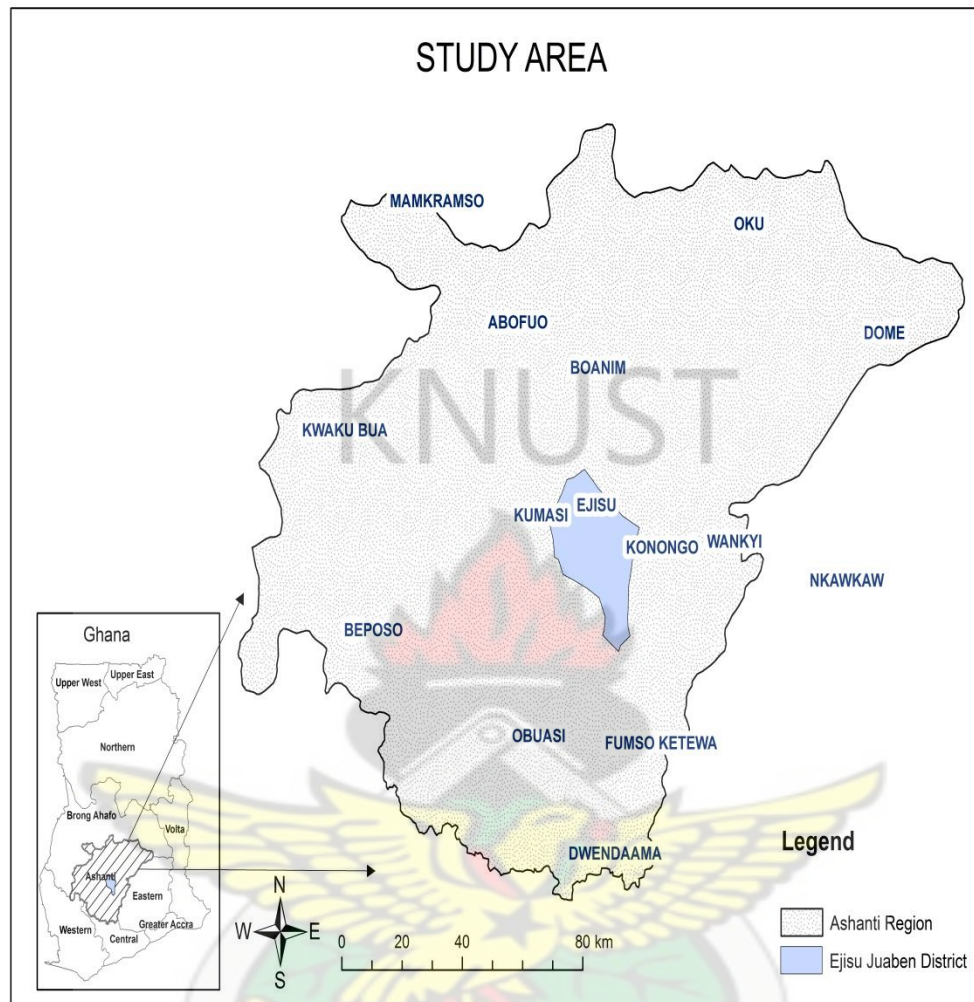 STUDY AREA
MAMKRAMSO
OKU
ABOFUO
DOME
BOANIM
KNUST
KWAKU BUA
EJISU
KUMASI
KONONGO
WANKYI
NKAWKAW
BEPOSO
OBUASI
FUMSO KETEWA
DWENDAAMA
Ghana
Upper West
Upper East
Northern
Brong Ahafo
Volta
Ashanti
Eastern
Western
Greater Accra
Central
N
W
E
S
0 20 40 80 km
Legend
Ashanti Region
Ejisu Juaben District